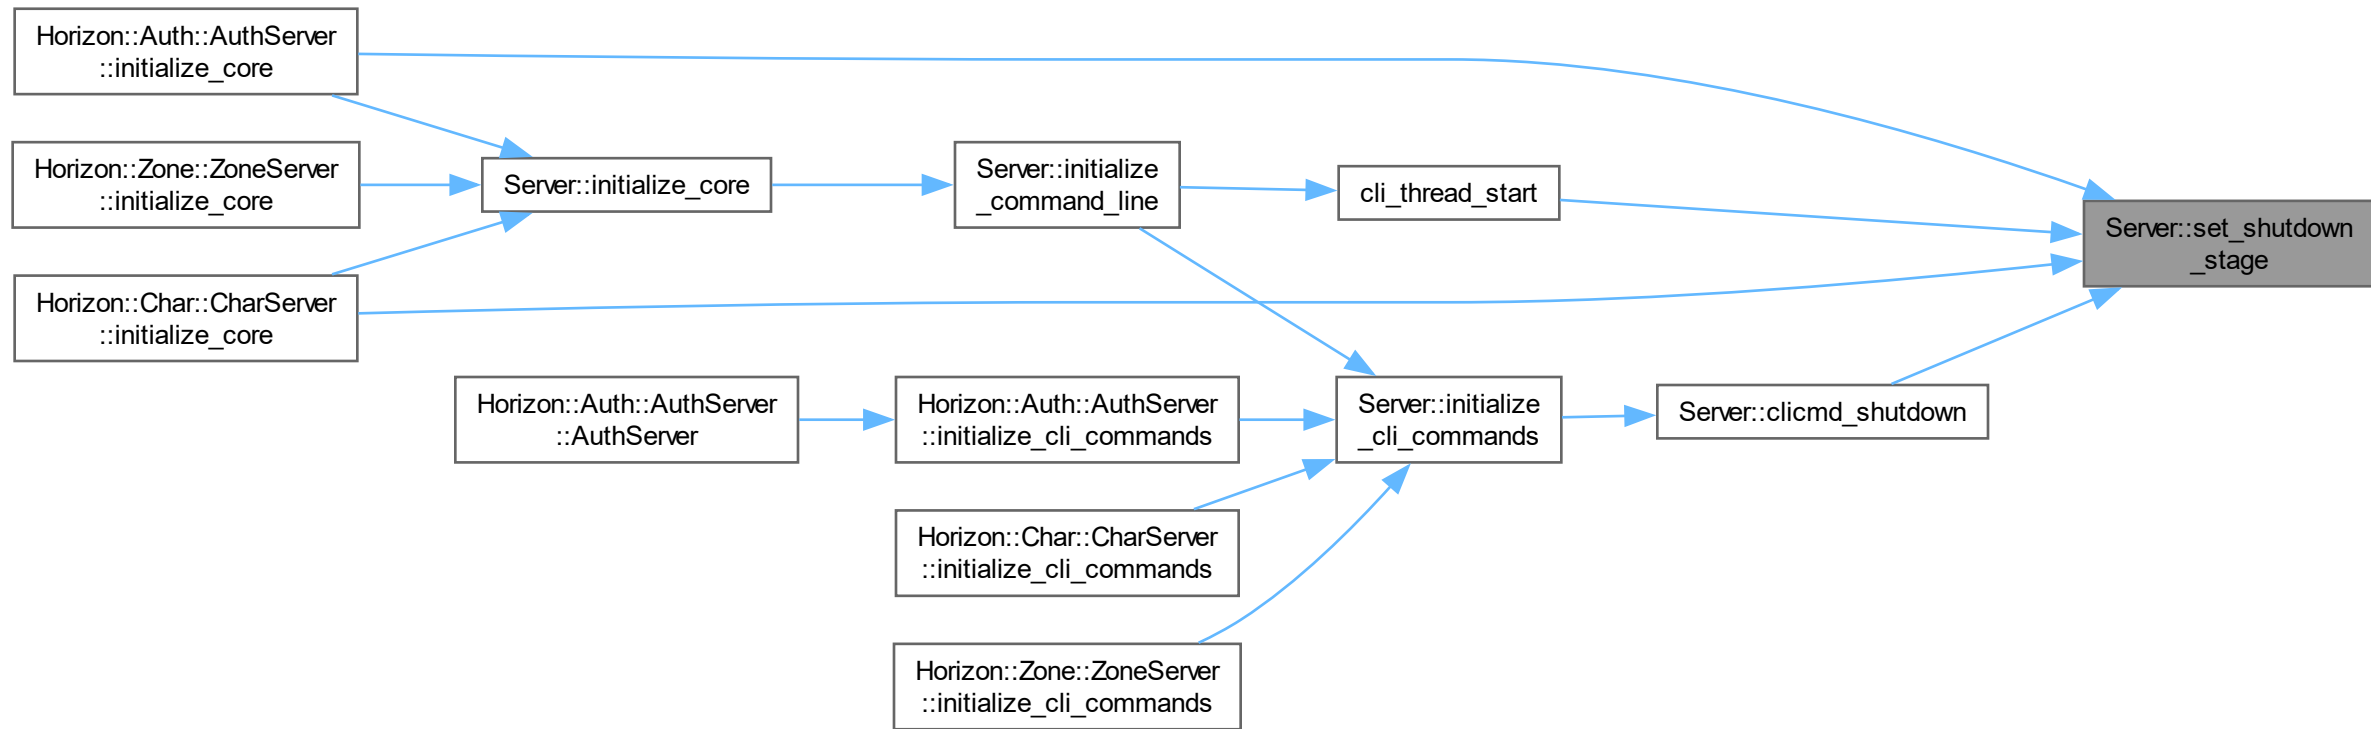 Horizon::Auth::AuthServer
::initialize_core
Horizon::Zone::ZoneServer
::initialize_core
Horizon::Char::CharServer
::initialize_core
Server::initialize_core
Server::initialize
_command_line
cli_thread_start
Server::set_shutdown
_stage
Horizon::Auth::AuthServer
::AuthServer
Horizon::Auth::AuthServer
::initialize_cli_commands
Server::initialize
_cli_commands
Server::clicmd_shutdown
Horizon::Char::CharServer
::initialize_cli_commands
Horizon::Zone::ZoneServer
::initialize_cli_commands